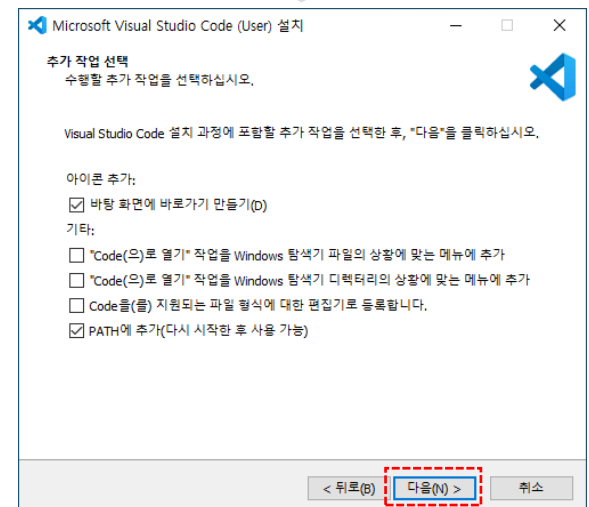 Microsoft Visual Studio Code (User) 설치
추가 작업 선택
수행할 추가 작업을 선택하십시오.
Visual Studio Code 설치 과정에 포함할 추가 작업을 선택한 후, "다음"을 클릭하십시오.
아이콘 추가:
바탕 화면에 바로가기 만들기(D)
기타:
"Code(으)로 열기" 작업을 Windows 탐색기 파일의 상황에 맞는 메뉴에 추가
"Code(으)로 열기" 작업을 Windows 탐색기 디렉터리의 상황에 맞는 메뉴에 추가
Code을(를) 지원되는 파일 형식에 대한 편집기로 등록합니다.
PATH에 추가(다시 시작한 후 사용 가능)
< 뒤로(B) 다음(N) > 취소